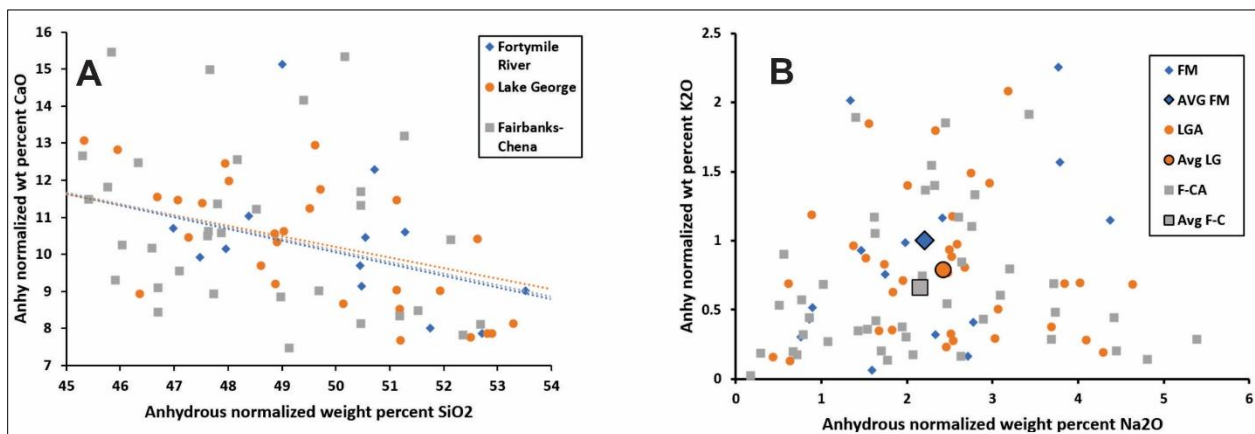 A
16
15
14
13
12
11
10
9
8
7
45
46
47
48
49
50
51
52
53
54
Anhy normalized wt percent CaO
Anhydrous normalized weight percent SiO2
Fortymile
River
Lake George
Fairbanks-
Chena
B
2.5
2
1.5
1
0.5
0
0
1
2
3
4
5
6
Anhy normalized wt percent K2O
Anhydrous normalized weight percent Na2O
FM
AVG FM
LGA
Avg LG
F-CA
Avg F-C